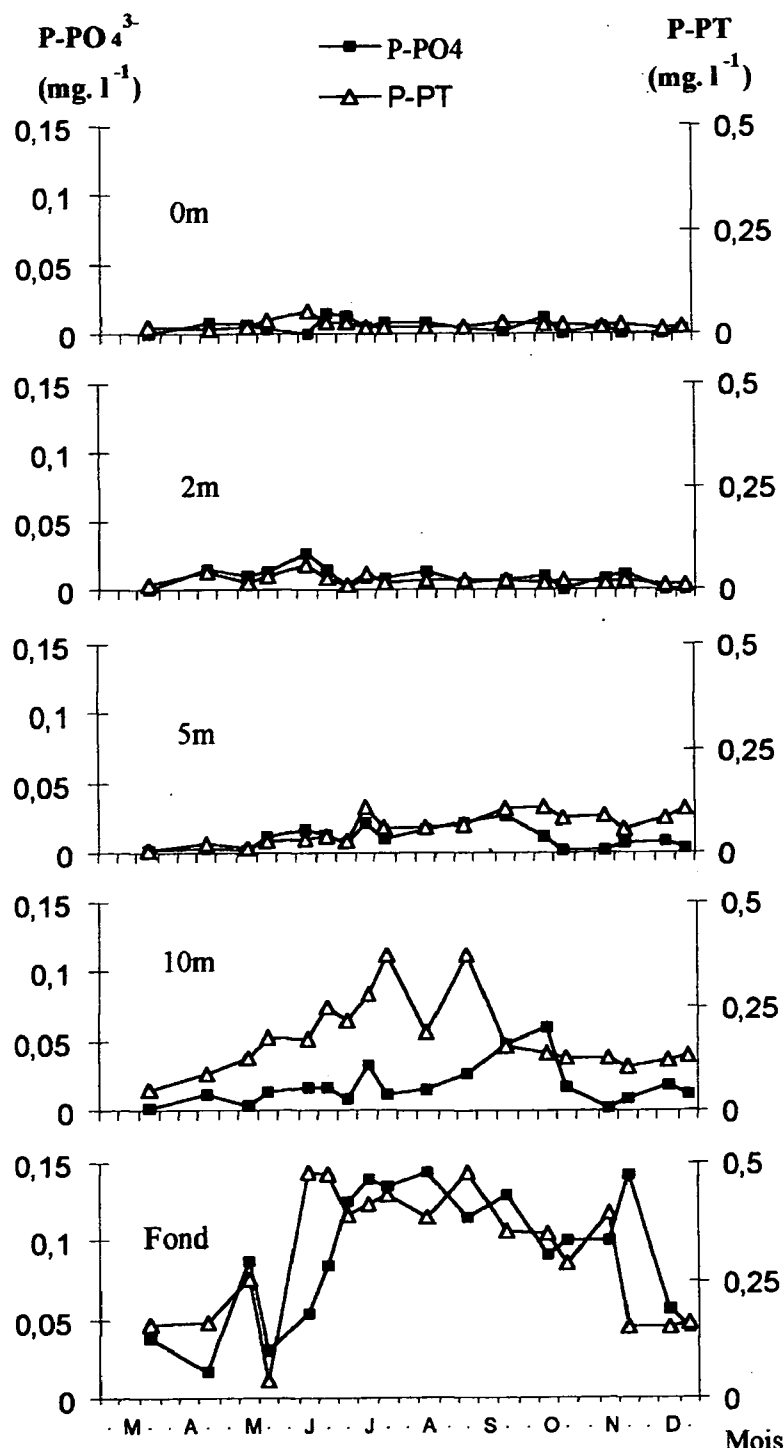 P-PO₄³⁻ P-PO4 P-PT
(mg. l⁻¹) P-PT (mg. l⁻¹)
0,15 0,5
0,1
0m 0,25
0,05
0 0
0,15 0,5
0,1
2m 0,25
0,05
0 0
0,15 0,5
0,1
5m 0,25
0,05
0 0
0,15 0,5
0,1
10m 0,25
0,05
0 0
0,15 0,5
0,1
Fond 0,25
0,05
0 0
M A M J J A S O N D
Mois